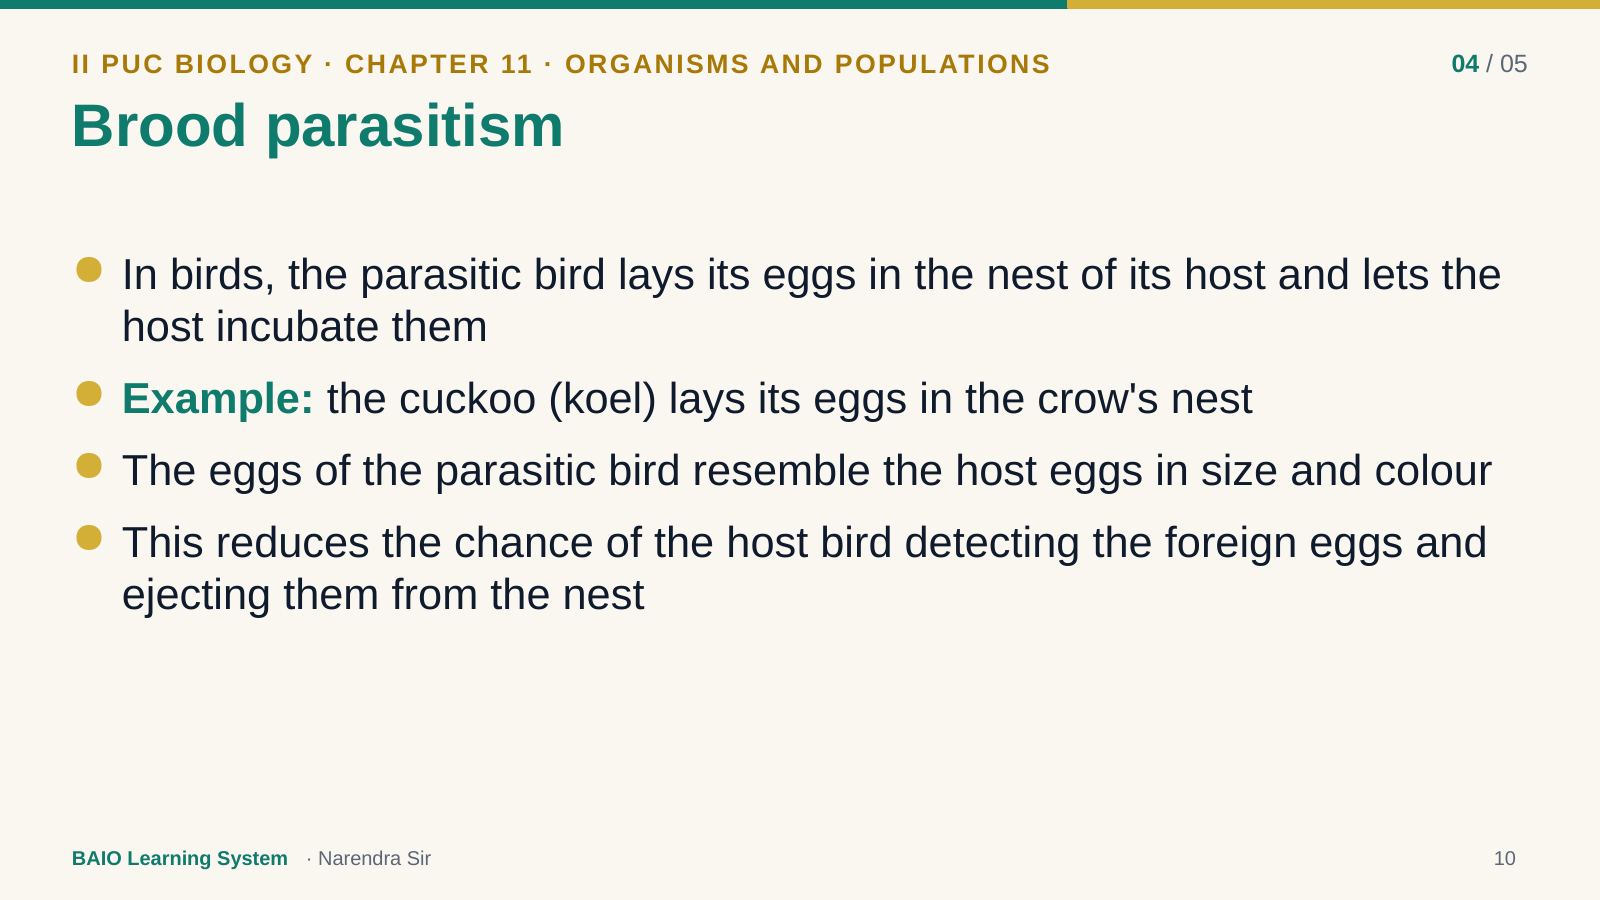 II PUC BIOLOGY · CHAPTER 11 · ORGANISMS AND POPULATIONS
04 / 05
Brood parasitism
In birds, the parasitic bird lays its eggs in the nest of its host and lets the
host incubate them
Example: the cuckoo (koel) lays its eggs in the crow's nest
The eggs of the parasitic bird resemble the host eggs in size and colour
This reduces the chance of the host bird detecting the foreign eggs and
ejecting them from the nest
BAIO Learning System · Narendra Sir
10